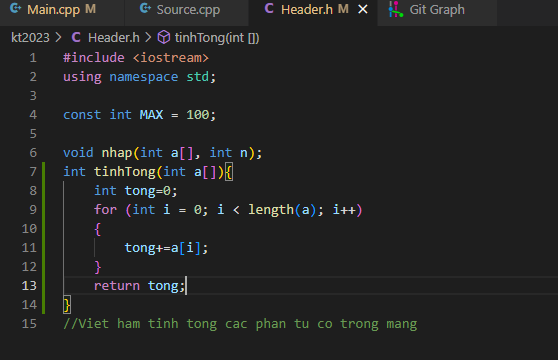 Main.cpp M Source.cpp Header.h M Git Graph
kt2023 > Header.h > tinhTong(int [])
1 #include <iostream>
2 using namespace std;
3
4 const int MAX = 100;
5
6 void nhap(int a[], int n);
7 int tinhTong(int a[]){
8     int tong=0;
9     for (int i = 0; i < length(a); i++)
10     {
11         tong+=a[i];
12     }
13     return tong;
14 }
15 //Viet ham tinh tong cac phan tu co trong mang